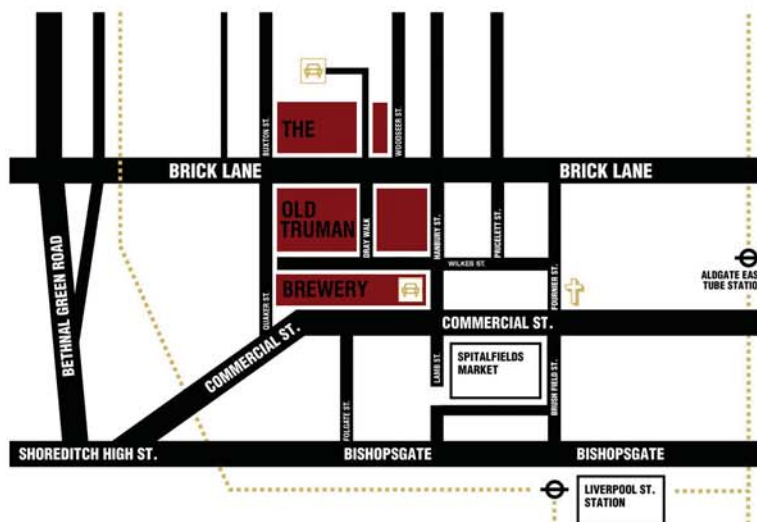 THE
BUXTON ST.
WOODSEER ST.
BRICK LANE
BRICK LANE
OLD
TRUMAN
DRAY WALK
HANBURY ST.
PRICELETT ST.
WILKES ST.
FOURNIER ST.
ALDGATE EAS
TUBE STATIO
BREWERY
QUAKER ST.
BETHNAL GREEN ROAD
COMMERCIAL ST.
COMMERCIAL ST.
SPITALFIELDS
MARKET
LAMB ST.
BRUSH FIELD ST.
FOLGATE ST.
SHOREDITCH HIGH ST.
BISHOPSGATE
BISHOPSGATE
LIVERPOOL ST.
STATION